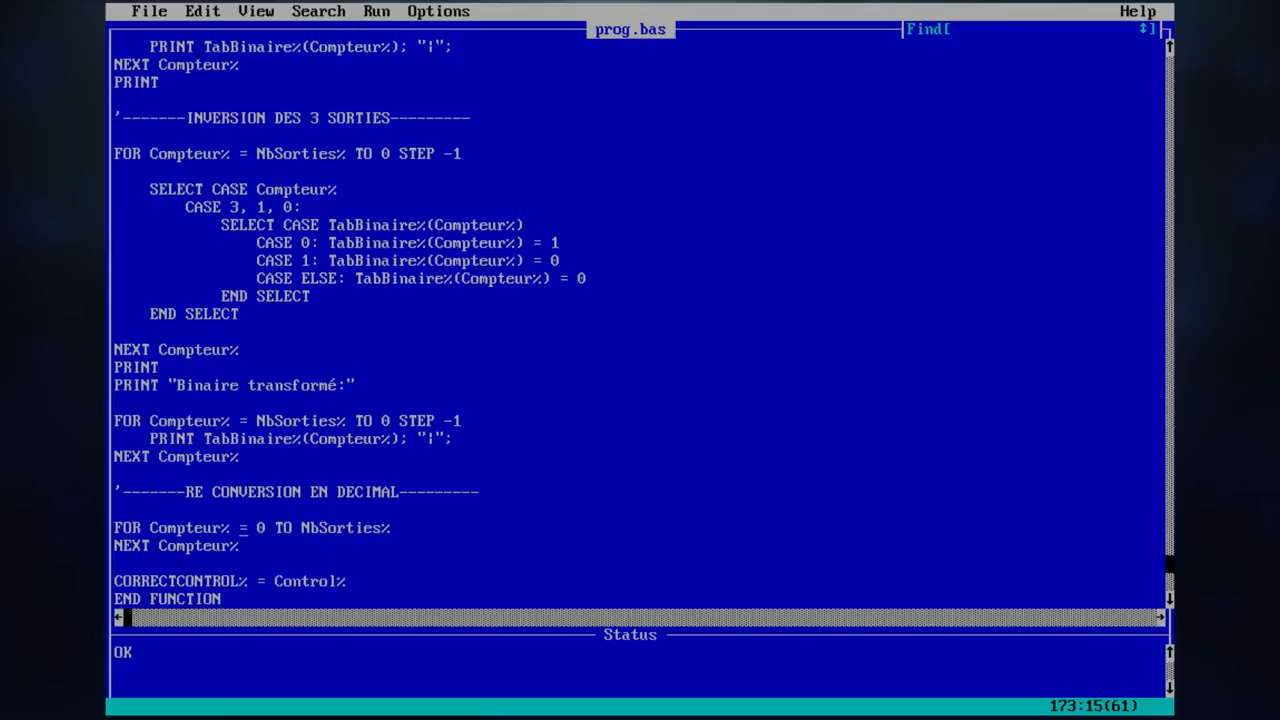 File Edit View Search Run Options Help
prog.bas Find[ ↕]
PRINT TabBinaire%(Compteur%); "¦";
NEXT Compteur%
PRINT
'-------INVERSION DES 3 SORTIES---------
FOR Compteur% = NbSorties% TO 0 STEP -1
SELECT CASE Compteur%
CASE 3, 1, 0:
SELECT CASE TabBinaire%(Compteur%)
CASE 0: TabBinaire%(Compteur%) = 1
CASE 1: TabBinaire%(Compteur%) = 0
CASE ELSE: TabBinaire%(Compteur%) = 0
END SELECT
END SELECT
NEXT Compteur%
PRINT
PRINT "Binaire transformé:"
FOR Compteur% = NbSorties% TO 0 STEP -1
PRINT TabBinaire%(Compteur%); "¦";
NEXT Compteur%
'-------RE CONVERSION EN DECIMAL---------
FOR Compteur% = 0 TO NbSorties%
NEXT Compteur%
CORRECTCONTROL% = Control%
END FUNCTION
Status
OK
173:15(61)